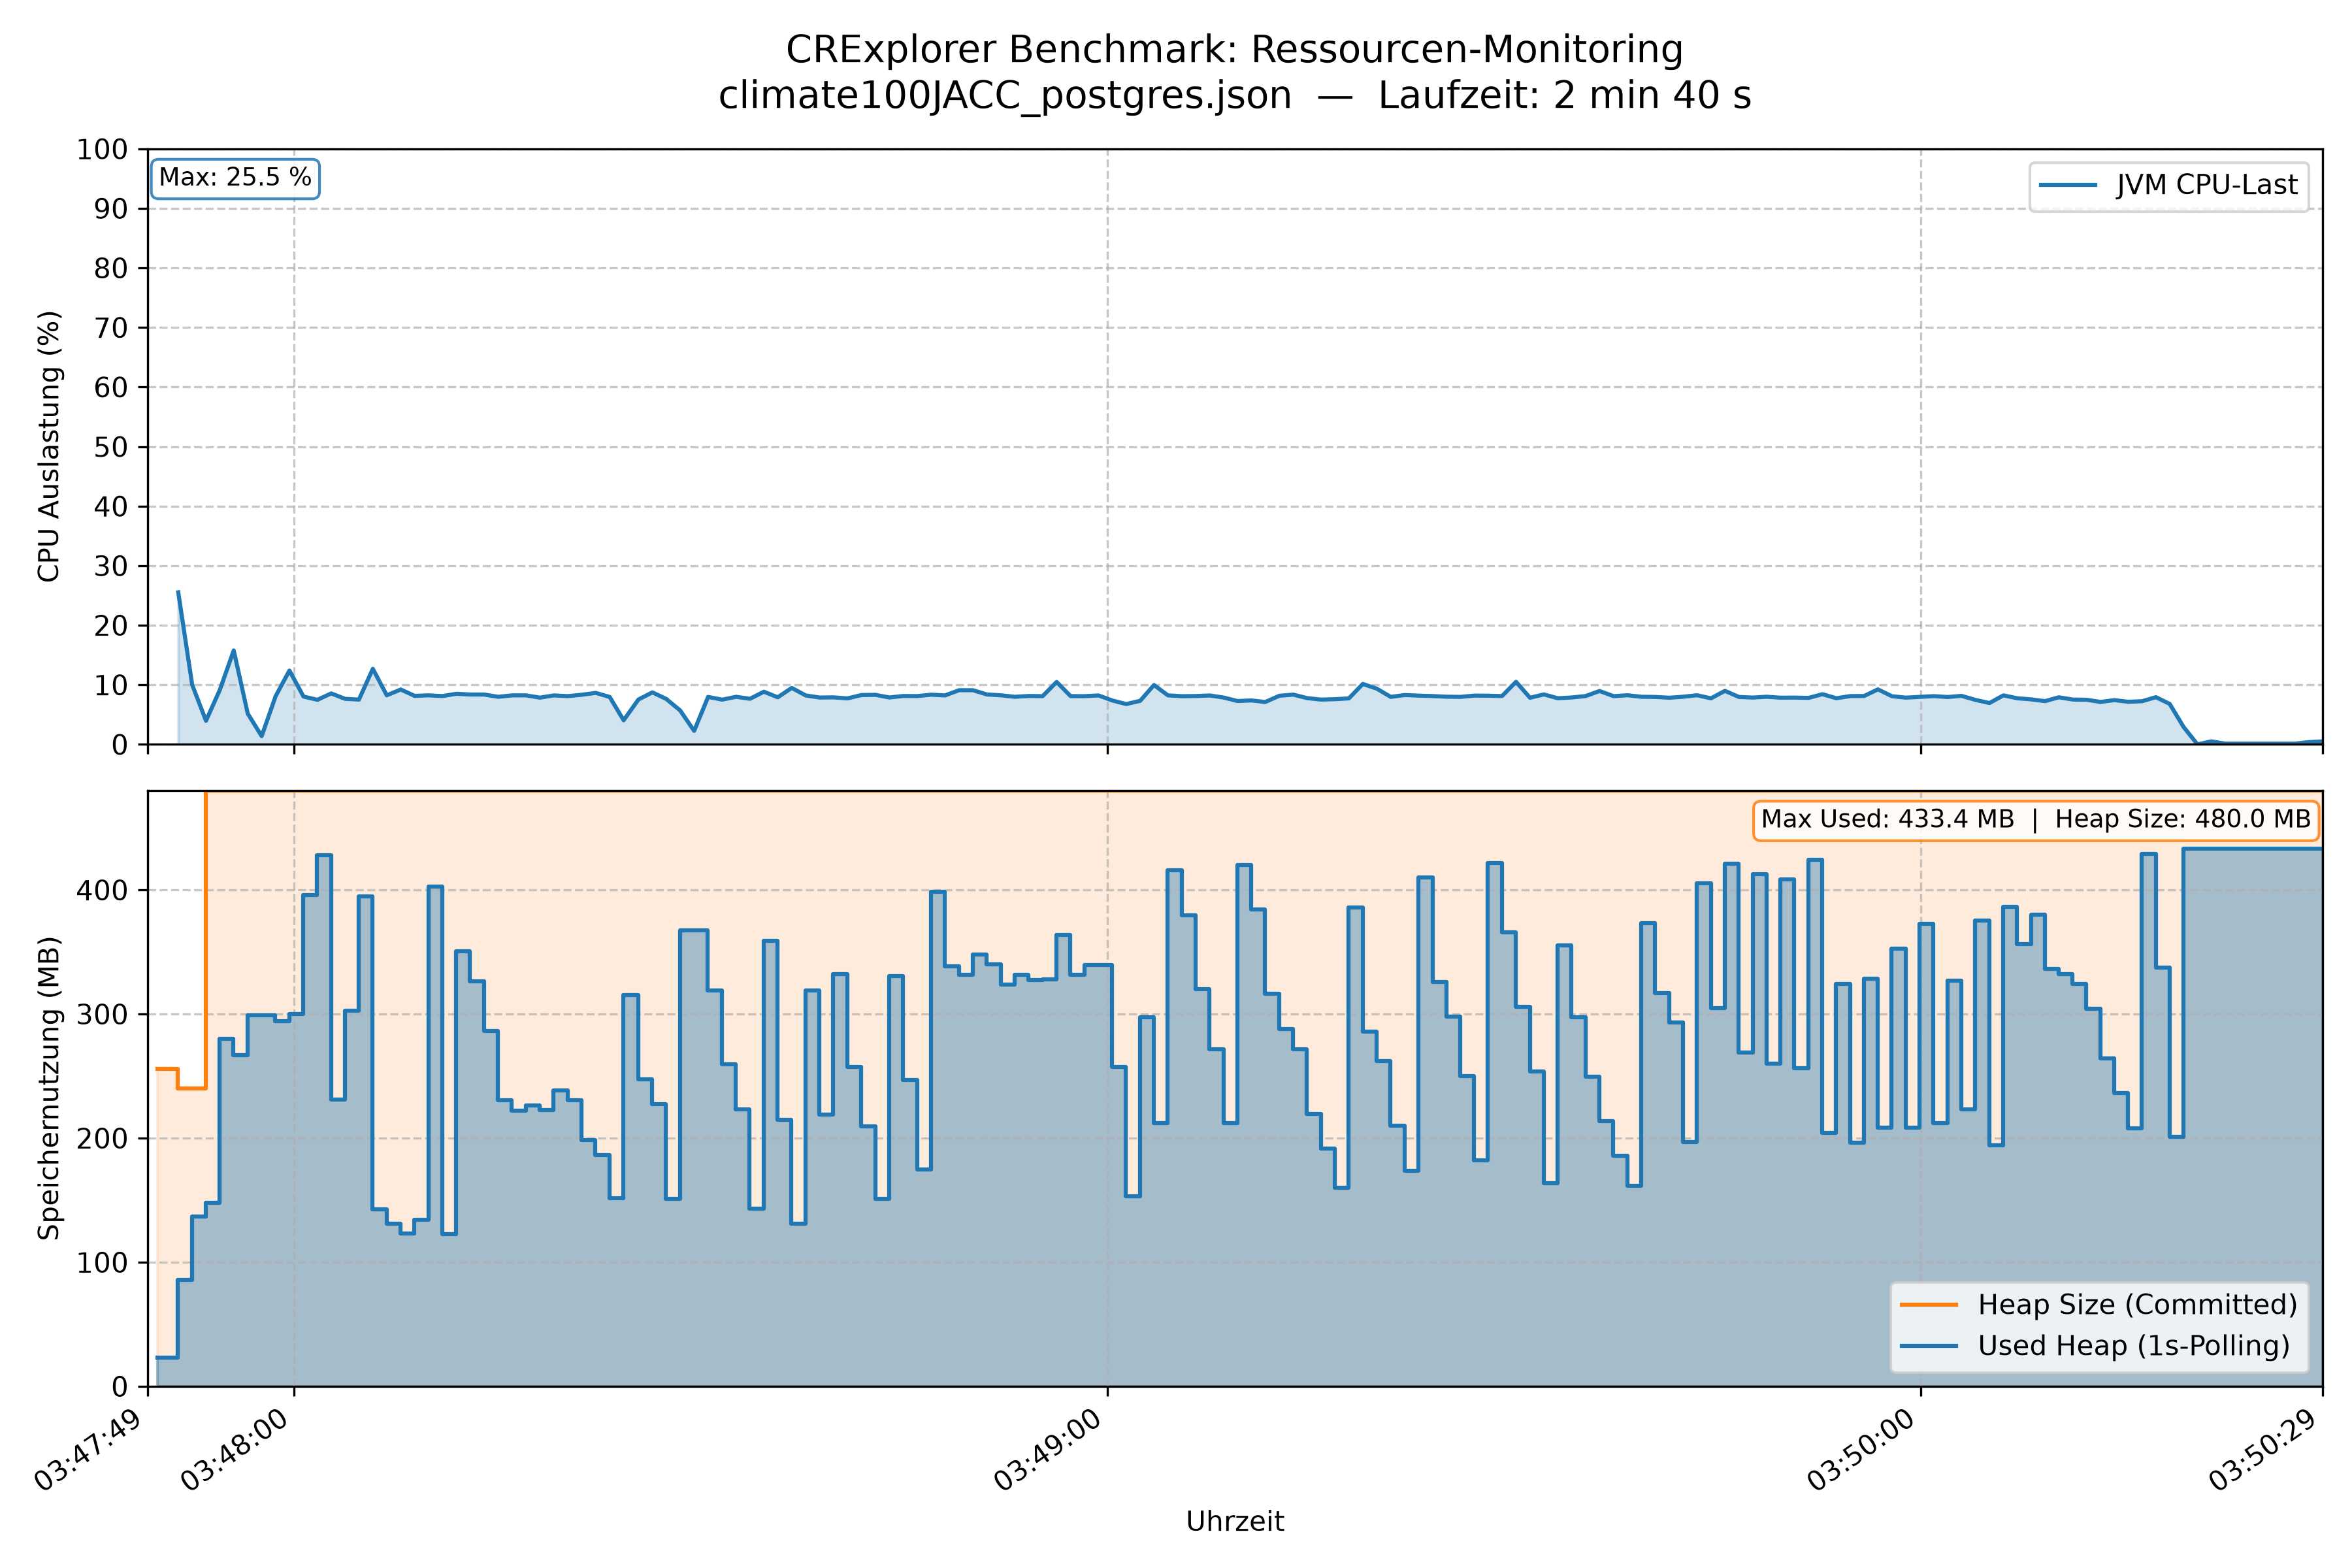 CRExplorer Benchmark: Ressourcen-Monitoring
climate100JACC_postgres.json — Laufzeit: 2 min 40 s
CPU Auslastung (%)
100
90
80
70
60
50
40
30
20
10
0
Max: 25.5 %
JVM CPU-Last
Speichernutzung (MB)
400
300
200
100
0
Max Used: 433.4 MB | Heap Size: 480.0 MB
Heap Size (Committed)
Used Heap (1s-Polling)
03:47:49
03:48:00
03:49:00
03:50:00
03:50:29
Uhrzeit